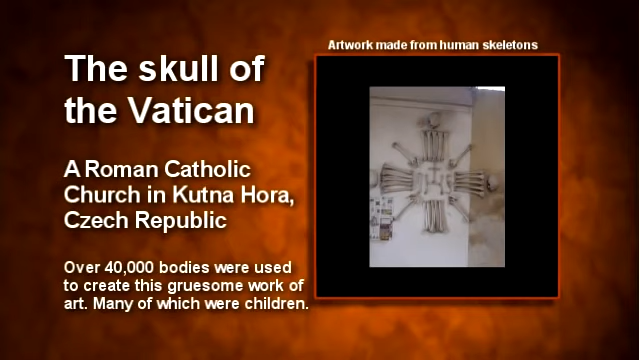 Artwork made from human skeletons
The skull of
the Vatican
A Roman Catholic
Church in Kutna Hora,
Czech Republic
Over 40,000 bodies were used
to create this gruesome work of
art. Many of which were children.